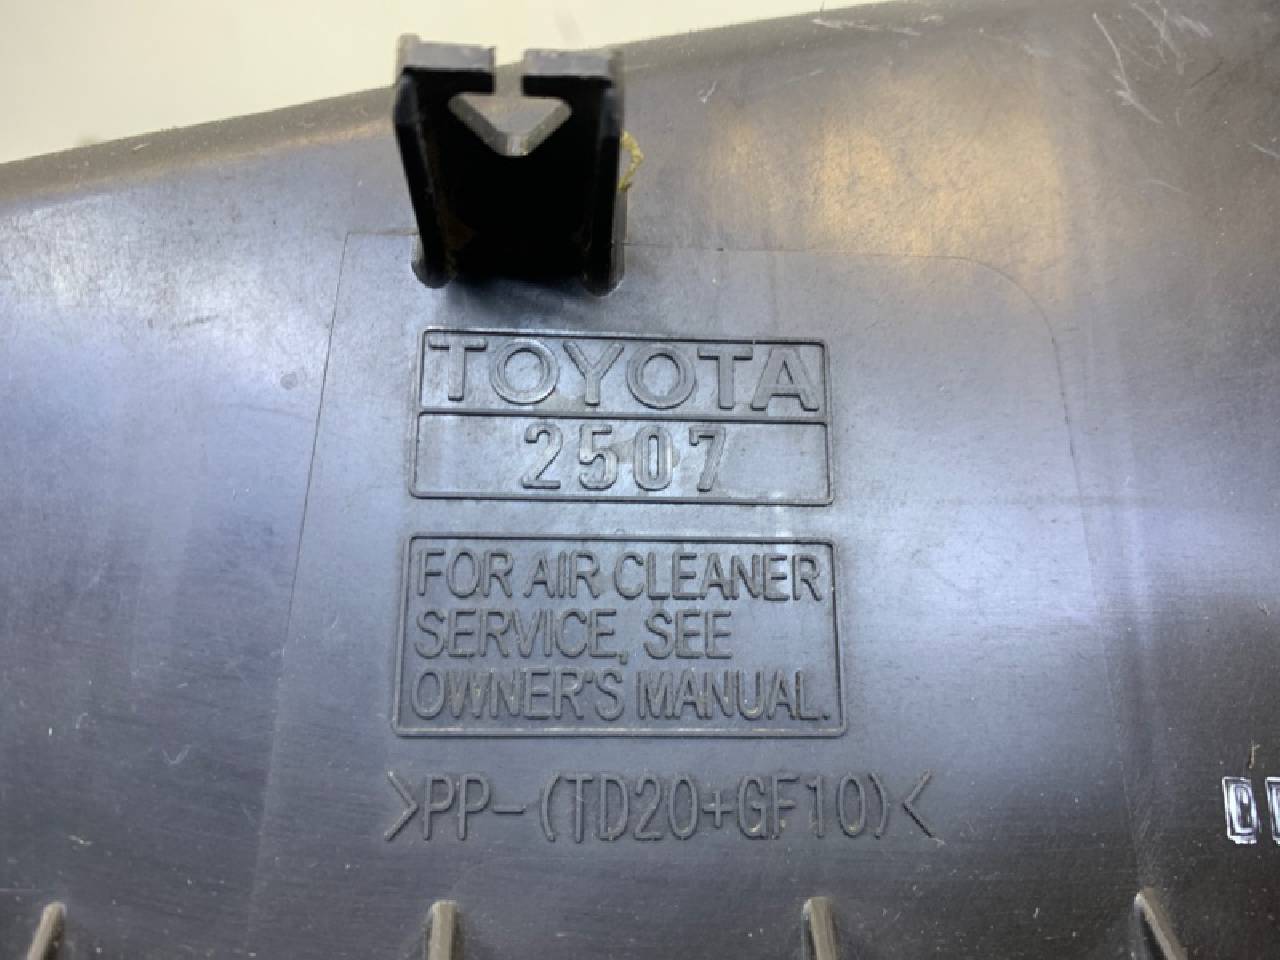 TOYOTA
2507
FOR AIR CLEANER
SERVICE, SEE
OWNER'S MANUAL.
>PP-(TD20+GF10)<